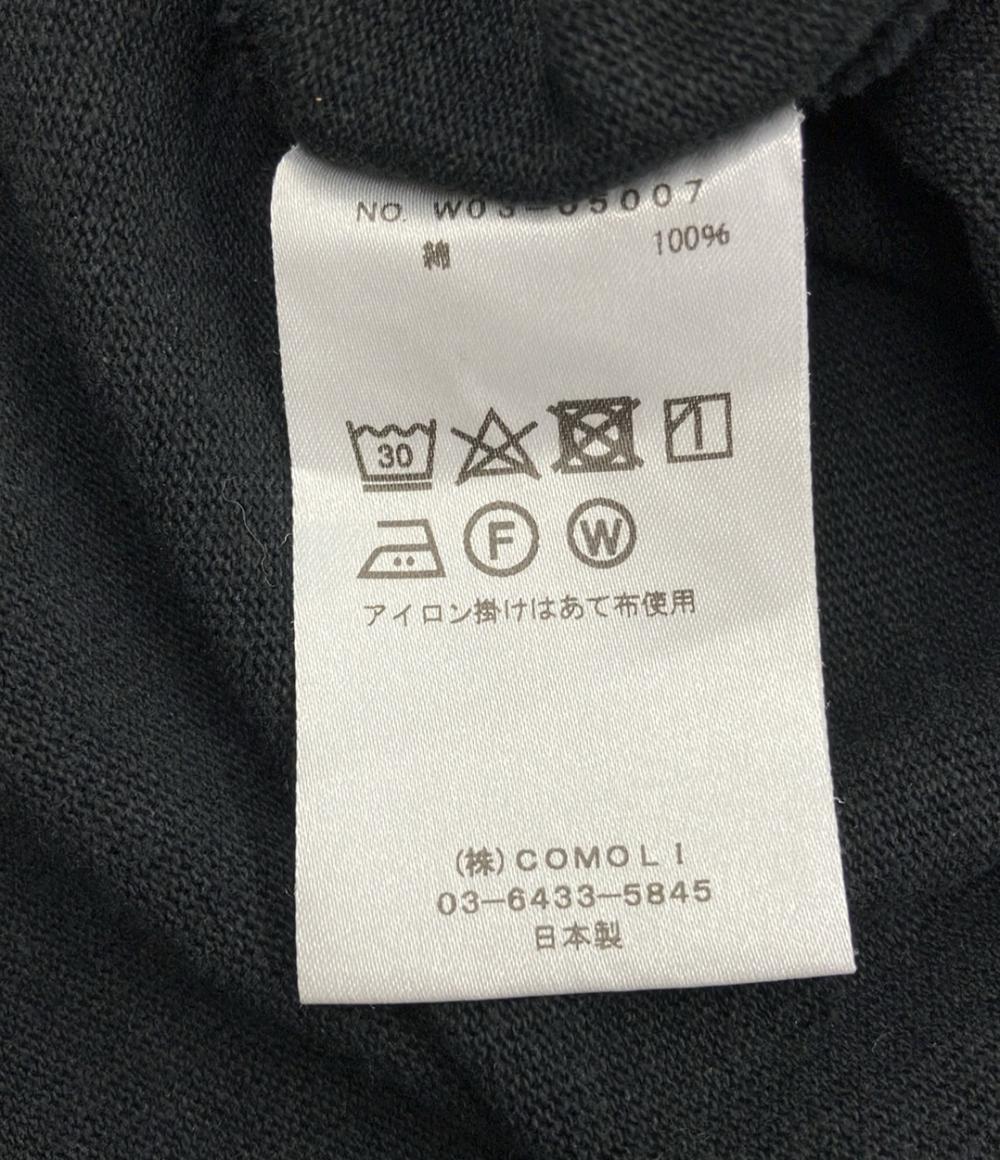 NO. W03-05007
綿 100%
30
F W
アイロン掛けはあて布使用
(株)COMOLI
03-6433-5845
日本製